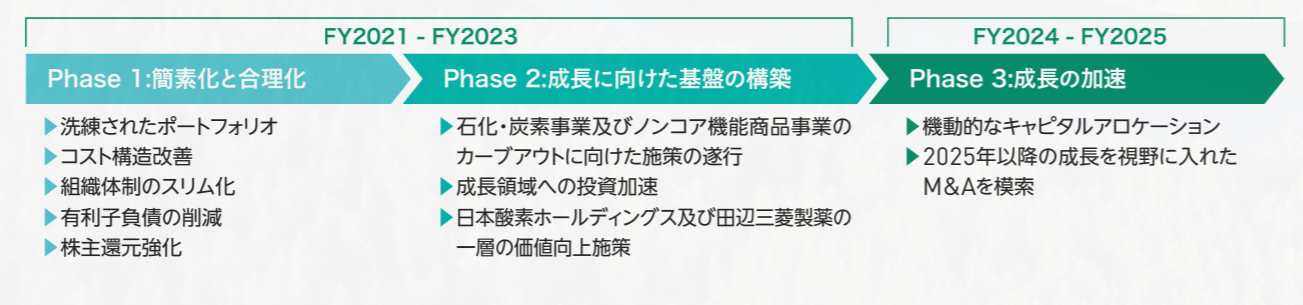 FY2021 - FY2023
FY2024 - FY2025
Phase 1:簡素化と合理化
▶洗練されたポートフォリオ
▶コスト構造改善
▶組織体制のスリム化
▶有利子負債の削減
▶株主還元強化
Phase 2:成長に向けた基盤の構築
▶石化・炭素事業及びノンコア機能商品事業の
カーブアウトに向けた施策の遂行
▶成長領域への投資加速
▶日本酸素ホールディングス及び田辺三菱製薬の
一層の価値向上施策
Phase 3:成長の加速
▶機動的なキャピタルアロケーション
▶2025年以降の成長を視野に入れた
M&Aを模索